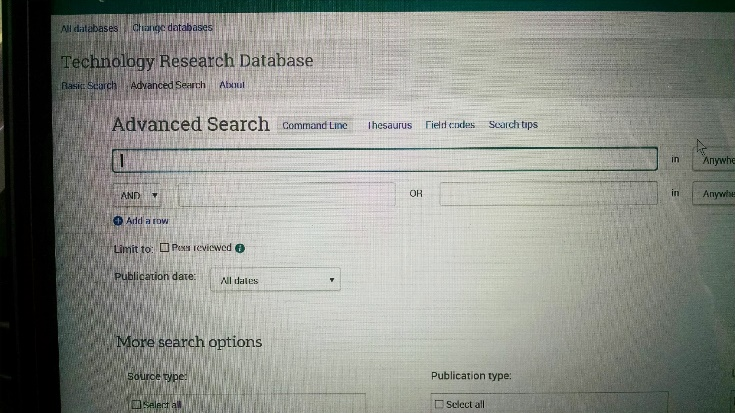 All databases | Change databases
Technology Research Database
Basic Search Advanced Search About
Advanced Search Command Line Thesaurus Field codes Search tips
in Anywhe
AND OR in Anywhe
Add a row
Limit to: Peer reviewed i
Publication date: All dates
More search options
Source type: Publication type:
Select all Select all